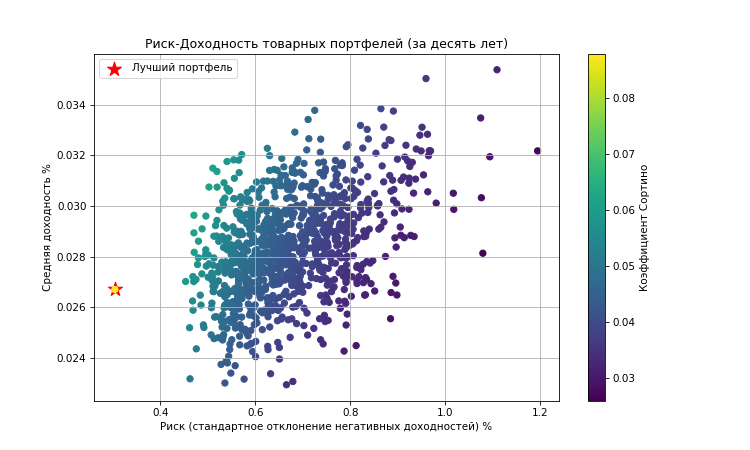 Риск-Доходность товарных портфелей (за десять лет)
Лучший портфель
Средняя доходность %
0.034
0.032
0.030
0.028
0.026
0.024
0.4 0.6 0.8 1.0 1.2
Риск (стандартное отклонение негативных доходностей) %
0.08
0.07
0.06
0.05
0.04
0.03
Коэффициент Сортино